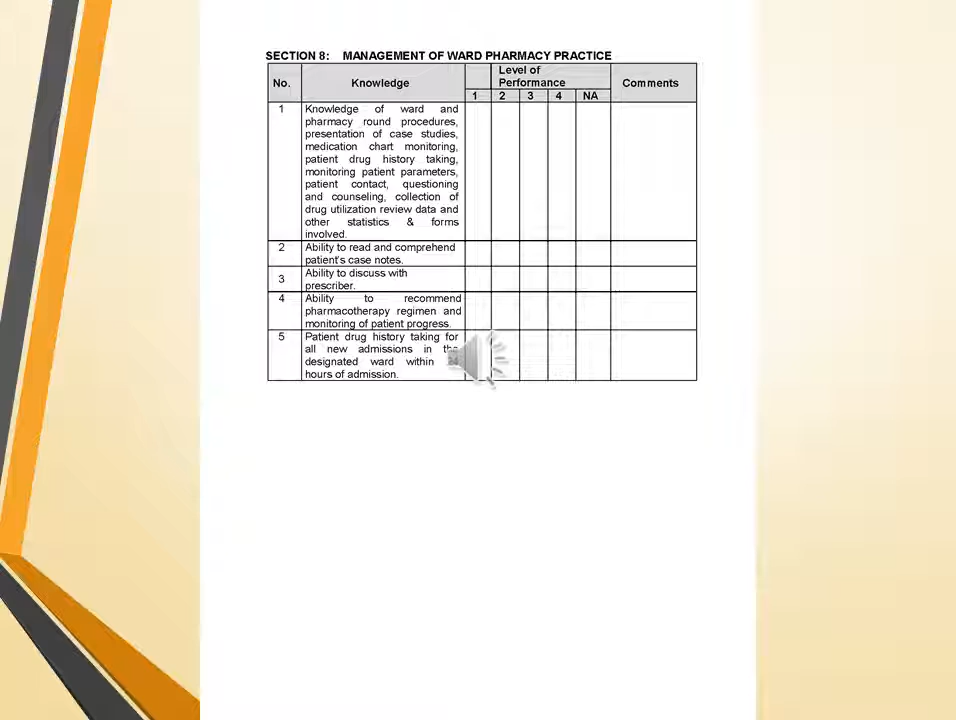 SECTION 8: MANAGEMENT OF WARD PHARMACY PRACTICE
No. Knowledge Level of Performance Comments
1 2 3 4 NA
1 Knowledge of ward and
pharmacy round procedures,
presentation of case studies,
medication chart monitoring,
patient drug history taking,
monitoring patient parameters,
patient contact, questioning
and counseling, collection of
drug utilization review data and
other statistics & forms
involved.
2 Ability to read and comprehend
patient's case notes.
3 Ability to discuss with
prescriber.
4 Ability to recommend
pharmacotherapy regimen and
monitoring of patient progress.
5 Patient drug history taking for
all new admissions in the
designated ward within
hours of admission.